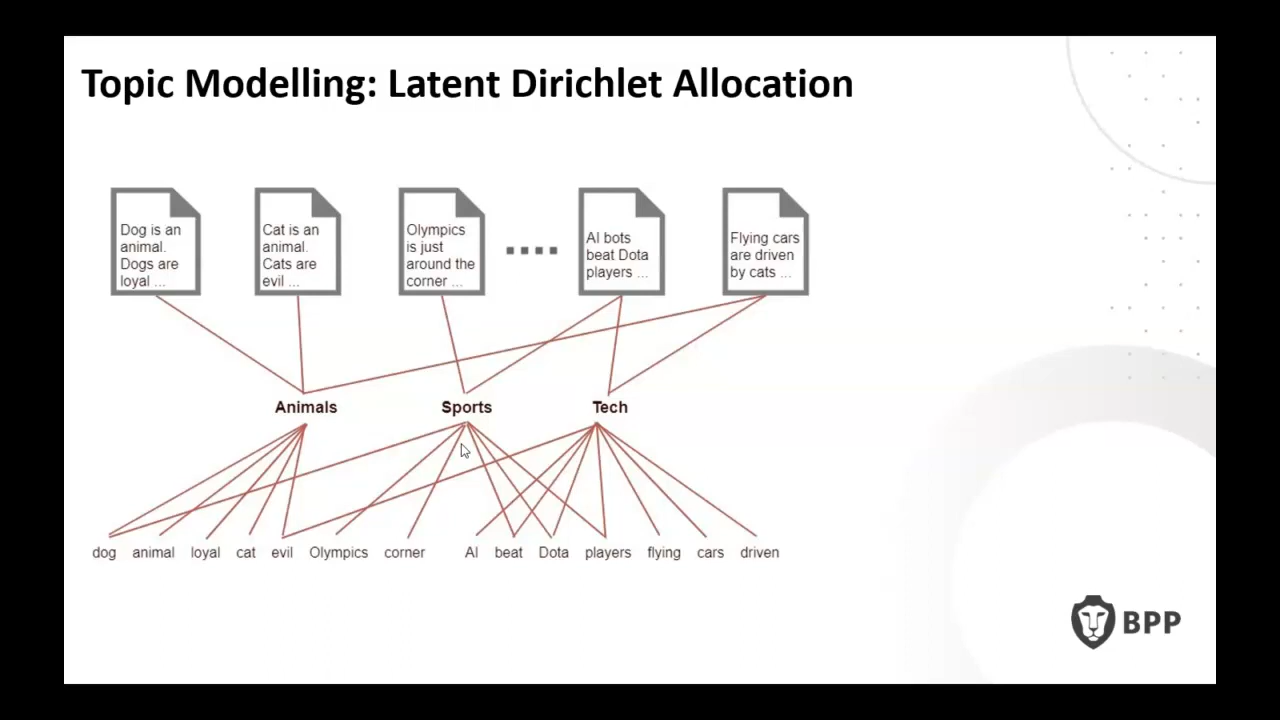 Topic Modelling: Latent Dirichlet Allocation
Dog is an
animal.
Dogs are
loyal ...
Cat is an
animal.
Cats are
evil ...
Olympics
is just
around the
corner ...
AI bots
beat Dota
players ...
Flying cars
are driven
by cats ...
Animals Sports Tech
dog animal loyal cat evil Olympics corner AI beat Dota players flying cars driven
BPP